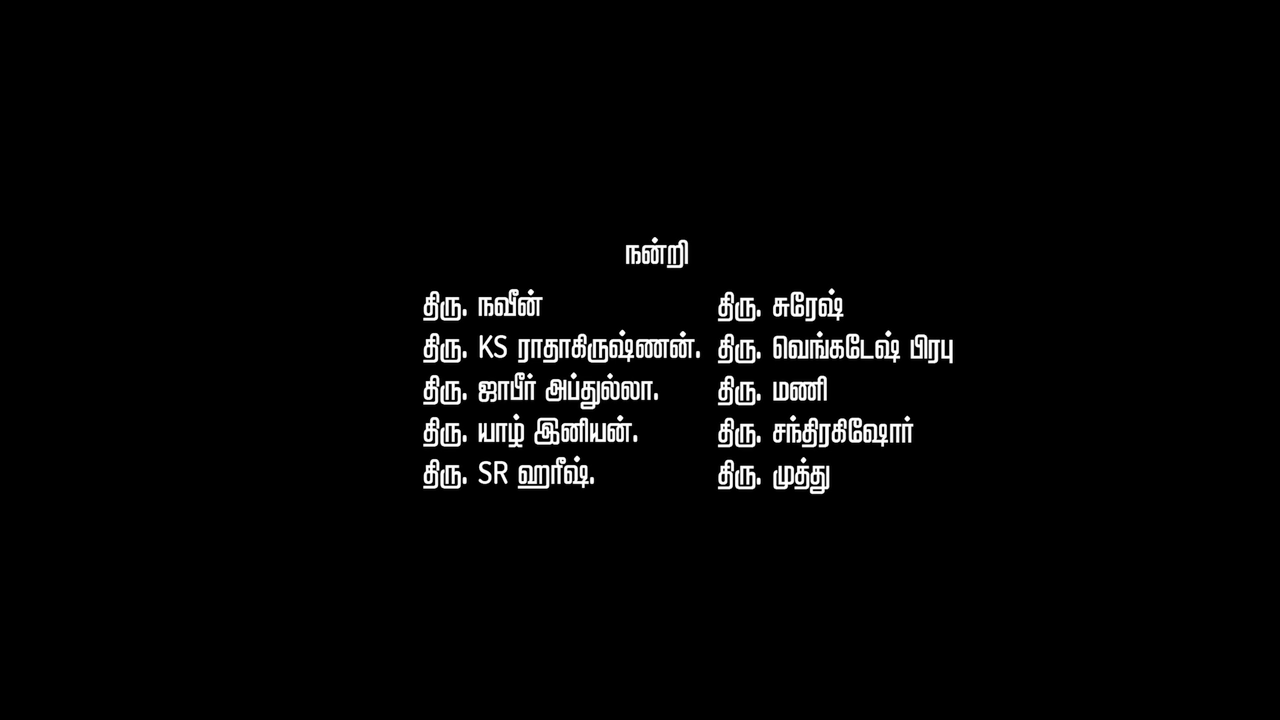 நன்றி
திரு. நவீன் திரு. சுரேஷ்
திரு. KS ராதாகிருஷ்ணன். திரு. வெங்கடேஷ் பிரபு
திரு. ஜாபீர் அப்துல்லா. திரு. மணி
திரு. யாழ் இனியன். திரு. சந்திரகிஷோர்
திரு. SR ஹரீஷ். திரு. முத்து